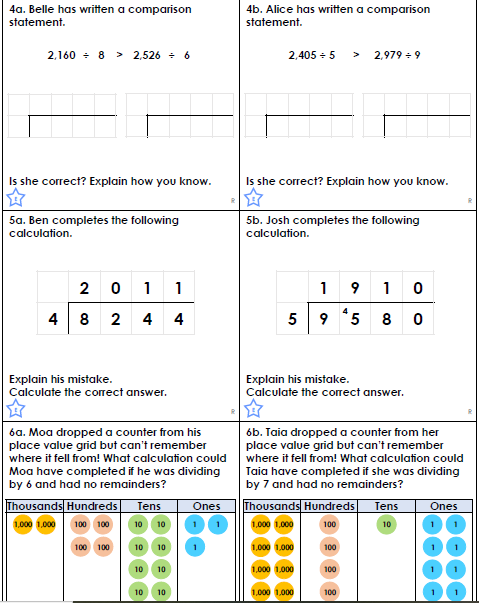 4a. Belle has written a comparison
statement.
2,160 ÷ 8 > 2,526 ÷ 6
Is she correct? Explain how you know.
R
4b. Alice has written a comparison
statement.
2,405 ÷ 5 > 2,979 ÷ 9
Is she correct? Explain how you know.
R
5a. Ben completes the following
calculation.
2 0 1 1
4 8 2 4 4
Explain his mistake.
Calculate the correct answer.
R
5b. Josh completes the following
calculation.
1 9 1 0
5 9 4 5 8 0
Explain his mistake.
Calculate the correct answer.
R
6a. Moa dropped a counter from his
place value grid but can’t remember
where it fell from! What calculation could
Moa have completed if he was dividing
by 6 and had no remainders?
Thousands Hundreds Tens Ones
1,000 1,000 100 100 10 10 1 1
100 100 10 10 1
10 10
10 10
6b. Taia dropped a counter from her
place value grid but can’t remember
where it fell from! What calculation could
Taia have completed if she was dividing
by 7 and had no remainders?
Thousands Hundreds Tens Ones
1,000 1,000 100 10 1 1
1,000 1,000 100 1 1
1,000 1,000 100 1 1
1,000 1,000 100 1 1